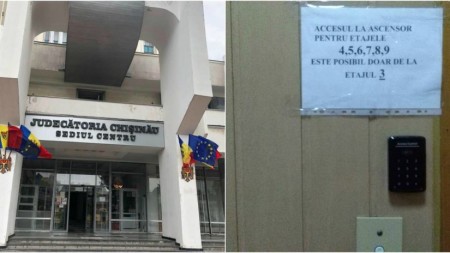 JUDECĂTORIA CHIȘINĂU
SEDIUL CENTRU
ACCESUL LA ASCENSOR
PENTRU ETAJELE
4,5,6,7,8,9
ESTE POSIBIL DOAR DE LA
ETAJUL 3